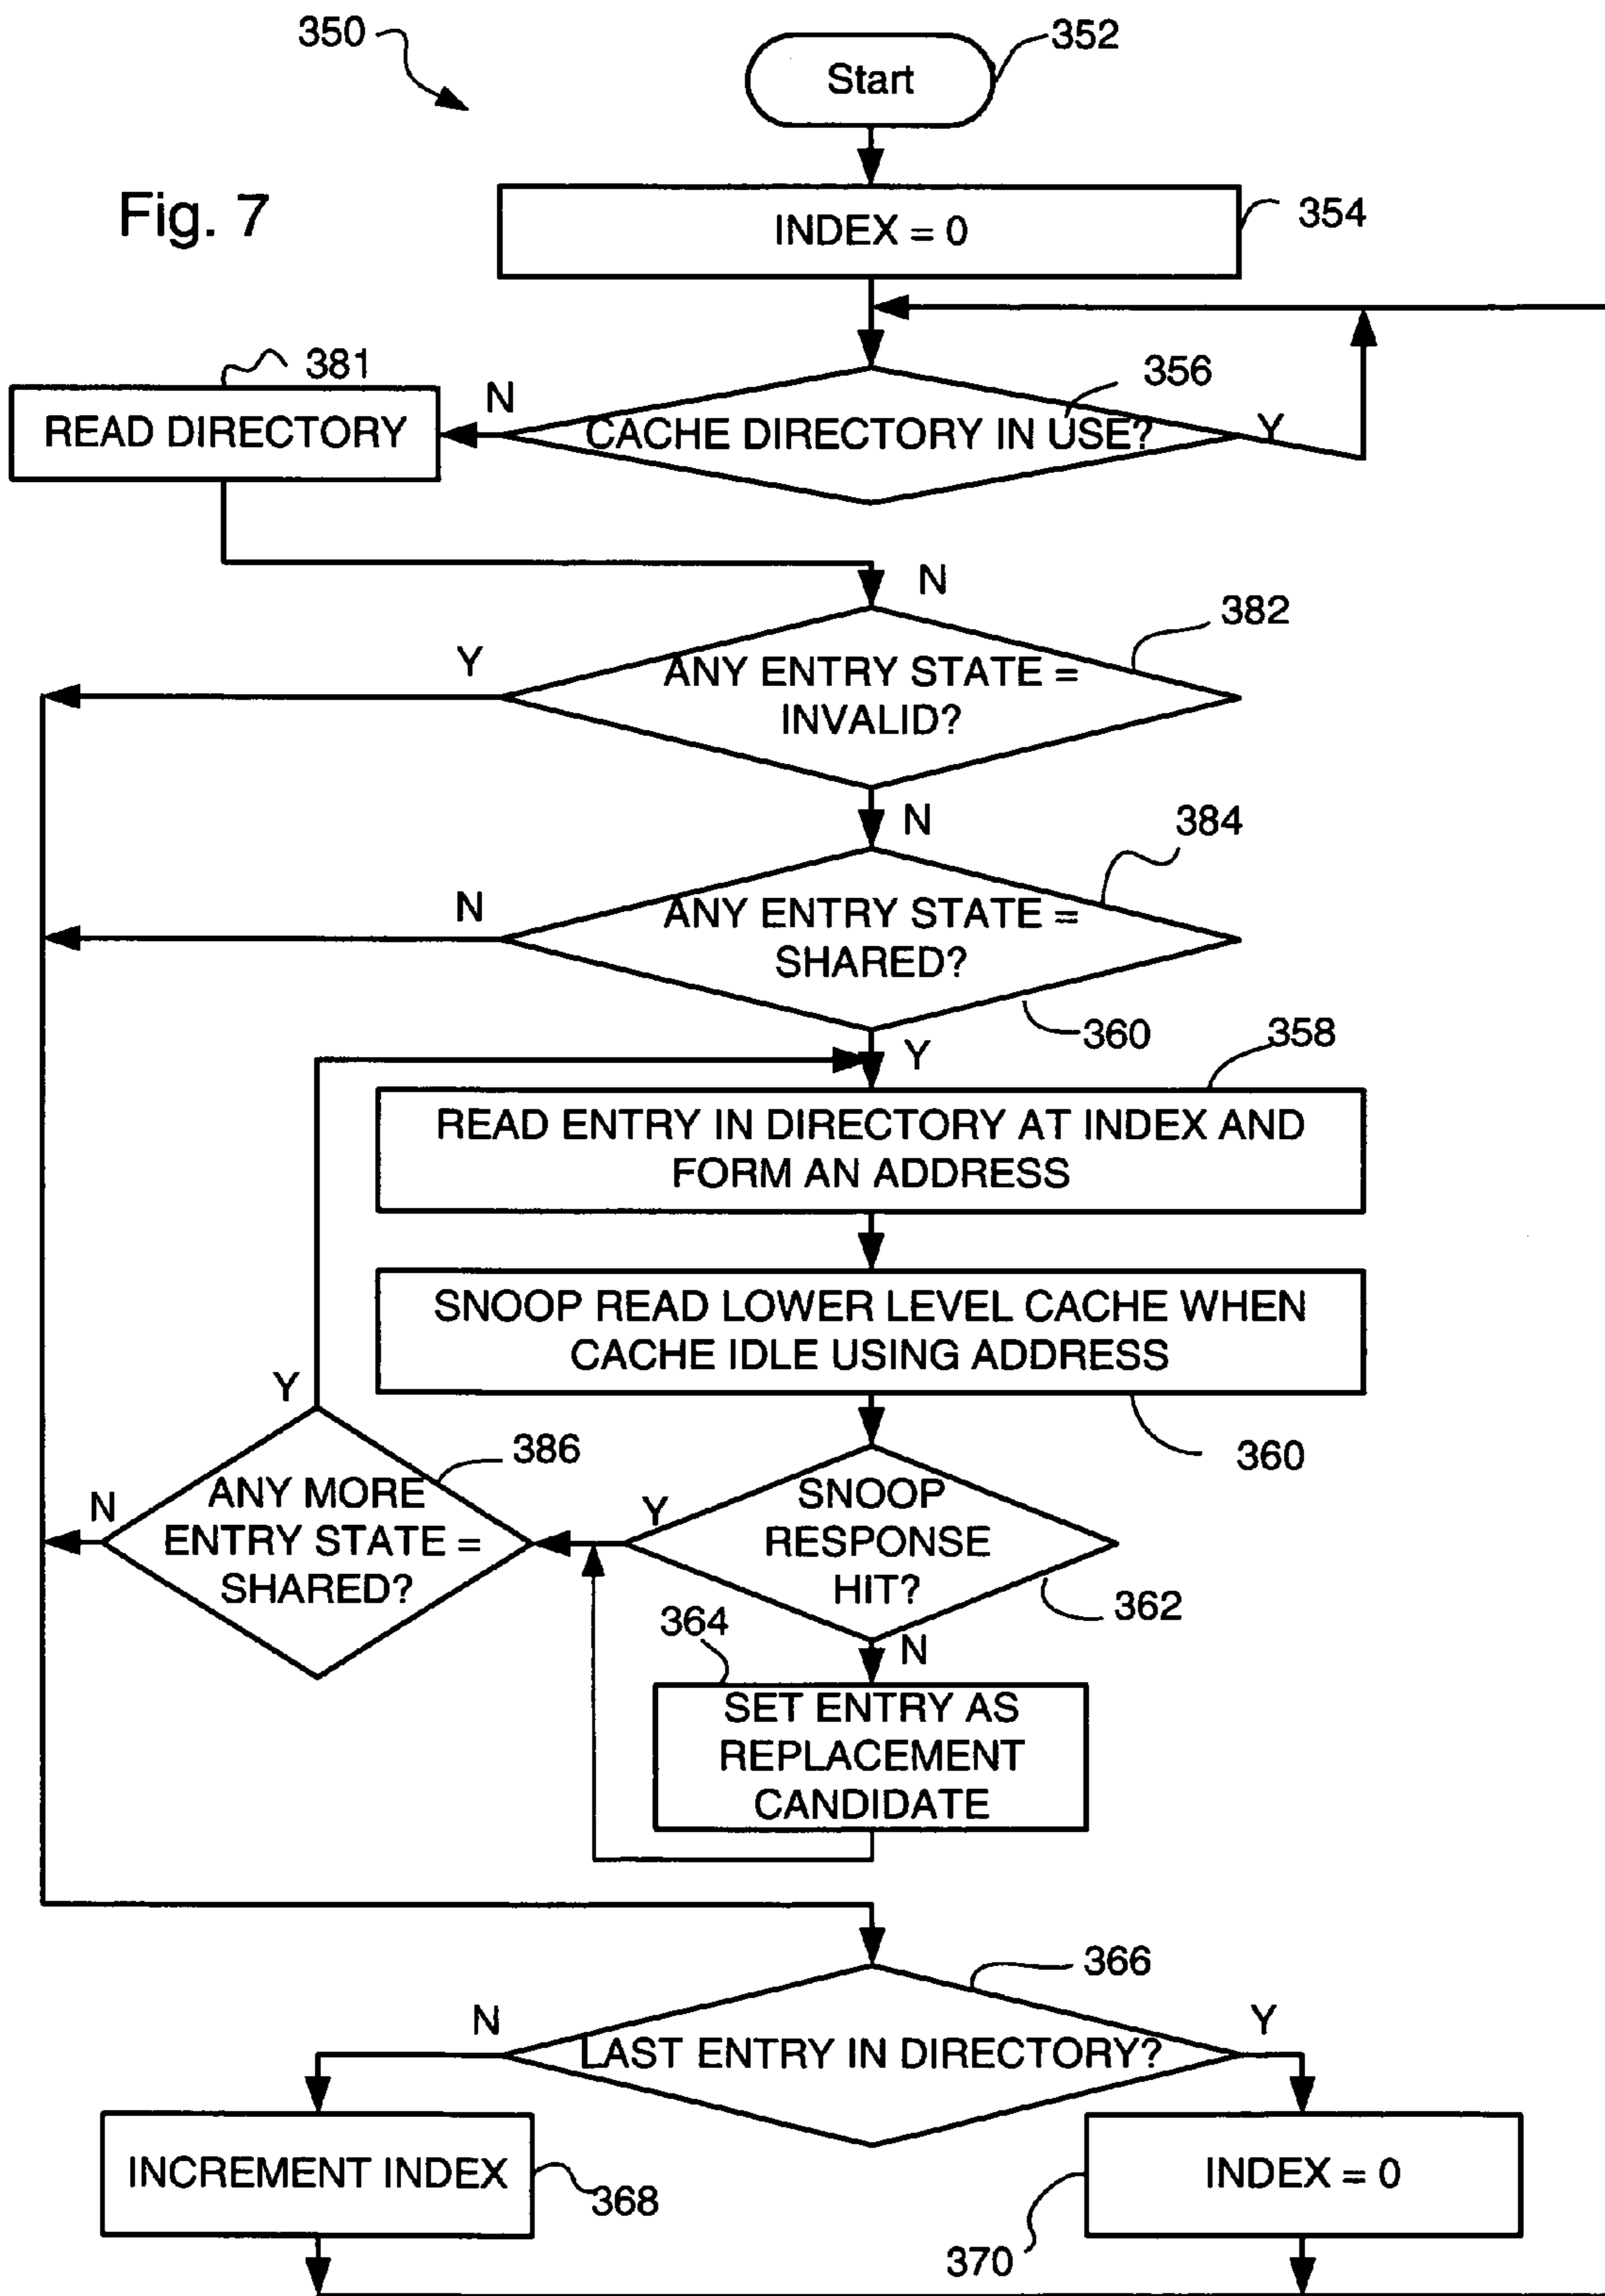 350
Start
352
Fig. 7
INDEX = 0
354
381
READ DIRECTORY
N
CACHE DIRECTORY IN USE?
356
Y
N
382
Y
ANY ENTRY STATE =
INVALID?
N
384
N
ANY ENTRY STATE =
SHARED?
360
Y
358
READ ENTRY IN DIRECTORY AT INDEX AND
FORM AN ADDRESS
SNOOP READ LOWER LEVEL CACHE WHEN
CACHE IDLE USING ADDRESS
360
Y
386
N
ANY MORE
ENTRY STATE =
SHARED?
Y
SNOOP
RESPONSE
HIT?
362
364
N
SET ENTRY AS
REPLACEMENT
CANDIDATE
366
N
LAST ENTRY IN DIRECTORY?
Y
INCREMENT INDEX
368
INDEX = 0
370